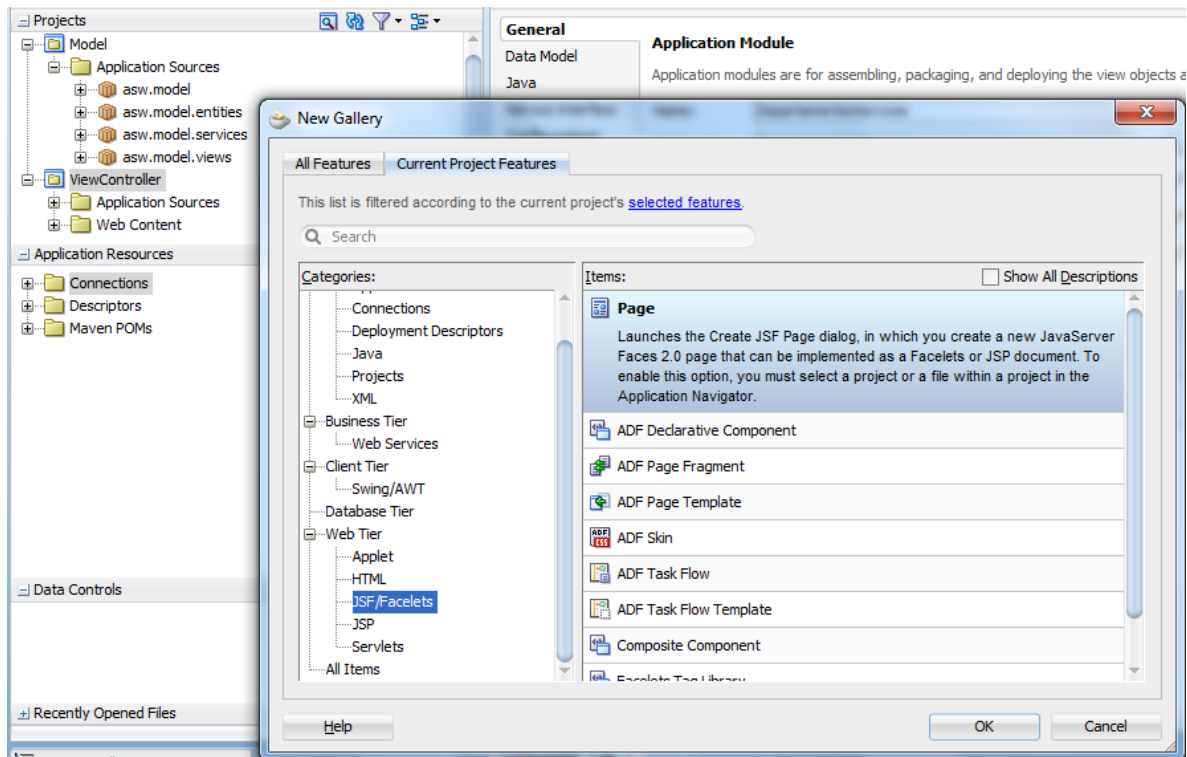 Projects
Model
Application Sources
asw.model
asw.model.entities
asw.model.services
asw.model.views
ViewController
Application Sources
Web Content
Application Resources
Connections
Descriptors
Maven POMs
Data Controls
Recently Opened Files
General
Data Model
Java
Application Module
Application modules are for assembling, packaging, and deploying the view objects a
New Gallery
All Features
Current Project Features
This list is filtered according to the current project's selected features.
Search
Categories:
Connections
Deployment Descriptors
Java
Projects
XML
Business Tier
Web Services
Client Tier
Swing/AWT
Database Tier
Web Tier
Applet
HTML
JSF/Facelets
JSP
Servlets
All Items
Items:
Show All Descriptions
Page
Launches the Create JSF Page dialog, in which you create a new JavaServer
Faces 2.0 page that can be implemented as a Facelets or JSP document. To
enable this option, you must select a project or a file within a project in the
Application Navigator.
ADF Declarative Component
ADF Page Fragment
ADF Page Template
ADF CSS
ADF Skin
ADF Task Flow
ADF Task Flow Template
Composite Component
Facelets Tag Library
Help
OK
Cancel